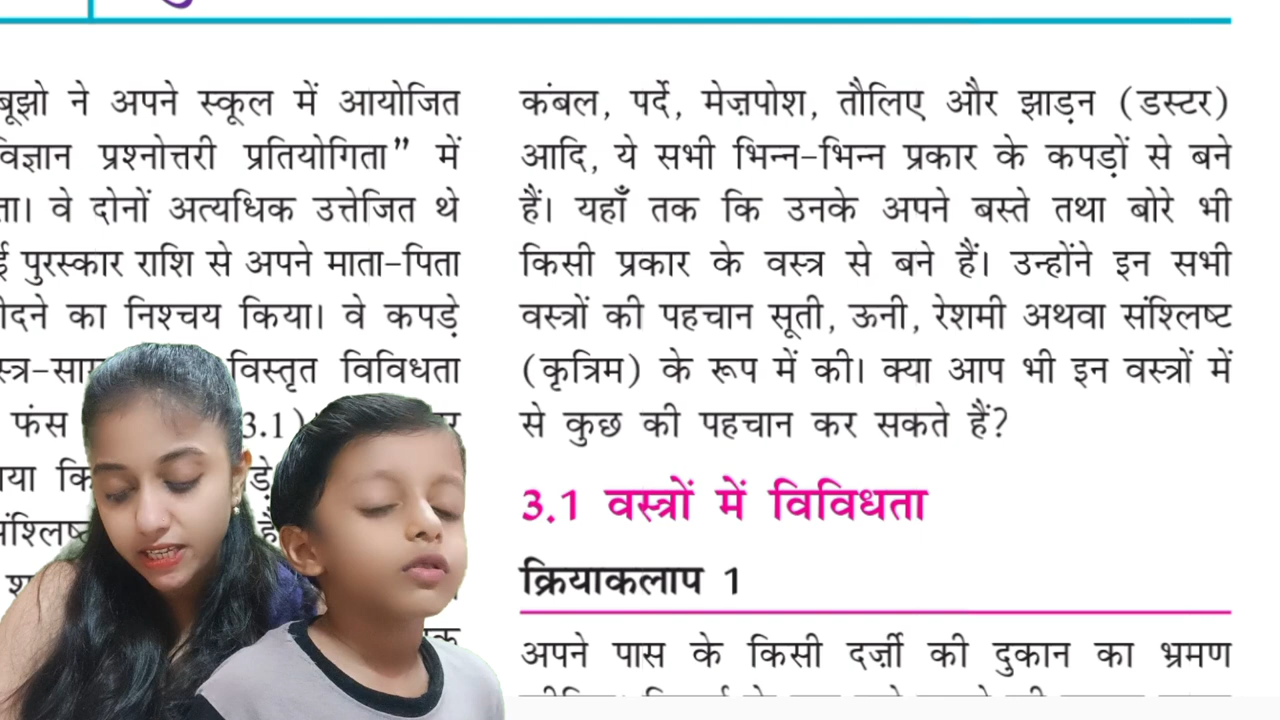 बूझो ने अपने स्कूल में आयोजित
विज्ञान प्रश्नोत्तरी प्रतियोगिता” में
ता। वे दोनों अत्यधिक उत्तेजित थे
ई पुरस्कार राशि से अपने माता-पिता
ोदने का निश्चय किया। वे कपड़े
स्त्र-सा विस्तृत विविधता
फंस 3.1)
या कि ड़े
संश्लिष्ट है
कंबल, पर्दे, मेज़पोश, तौलिए और झाड़न (डस्टर)
आदि, ये सभी भिन्न-भिन्न प्रकार के कपड़ों से बने
हैं। यहाँ तक कि उनके अपने बस्ते तथा बोरे भी
किसी प्रकार के वस्त्र से बने हैं। उन्होंने इन सभी
वस्त्रों की पहचान सूती, ऊनी, रेशमी अथवा संश्लिष्ट
(कृत्रिम) के रूप में की। क्या आप भी इन वस्त्रों में
से कुछ की पहचान कर सकते हैं?
3.1 वस्त्रों में विविधता
क्रियाकलाप 1
अपने पास के किसी दर्ज़ी की दुकान का भ्रमण